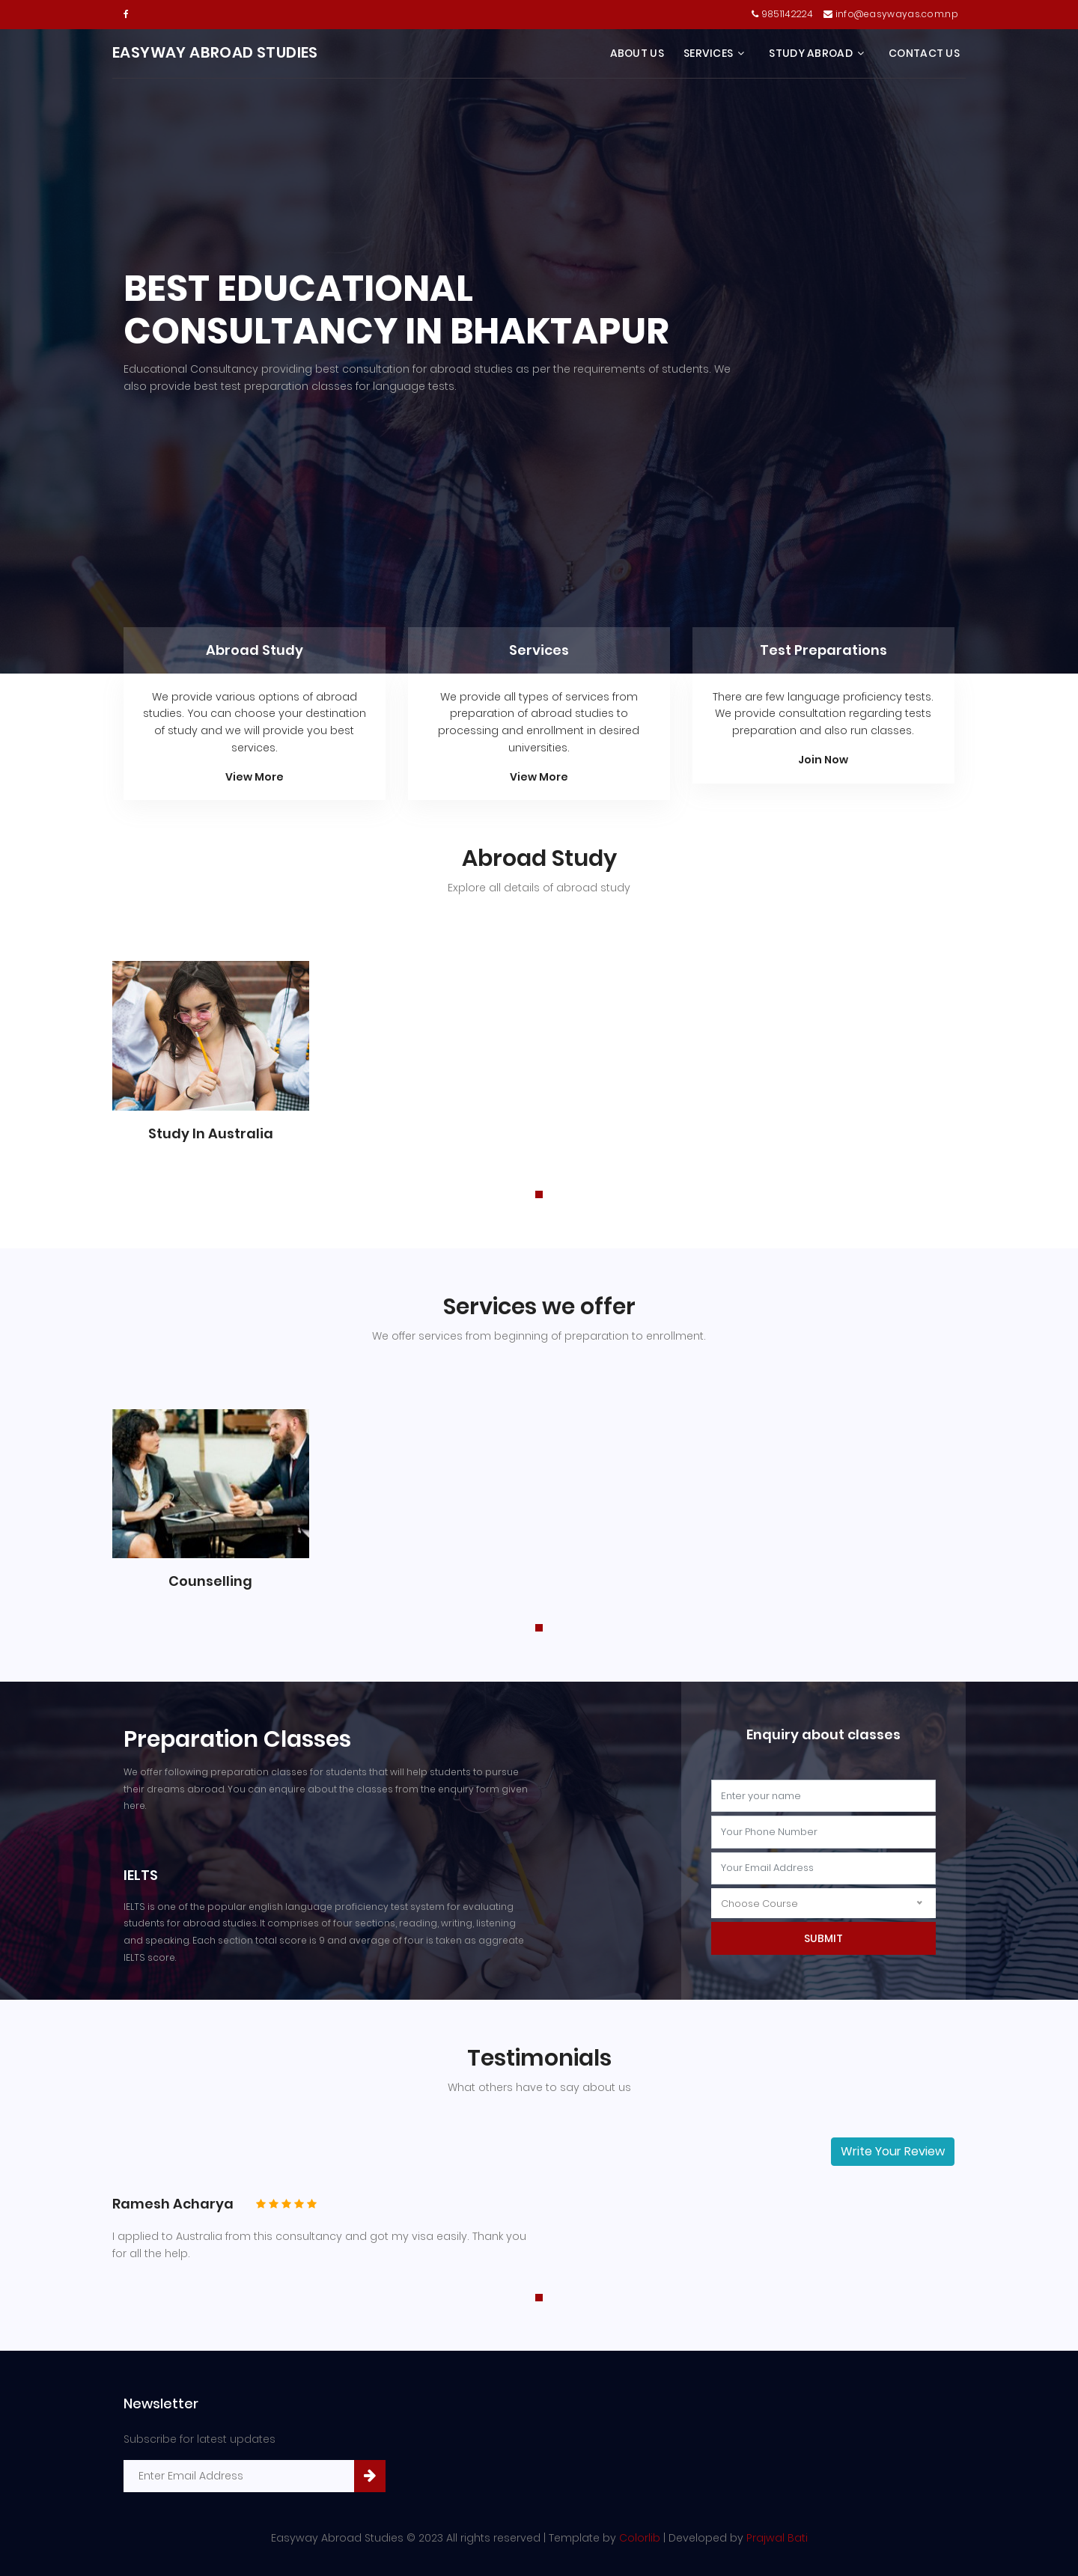 9851142224 info@easywayas.com.np
EASYWAY ABROAD STUDIES
ABOUT US SERVICES STUDY ABROAD CONTACT US
BEST EDUCATIONAL
CONSULTANCY IN BHAKTAPUR
Educational Consultancy providing best consultation for abroad studies as per the requirements of students. We
also provide best test preparation classes for language tests.
Abroad Study
We provide various options of abroad
studies. You can choose your destination
of study and we will provide you best
services.
View More
Services
We provide all types of services from
preparation of abroad studies to
processing and enrollment in desired
universities.
View More
Test Preparations
There are few language proficiency tests.
We provide consultation regarding tests
preparation and also run classes.
Join Now
Abroad Study
Explore all details of abroad study
Study In Australia
Services we offer
We offer services from beginning of preparation to enrollment.
Counselling
Preparation Classes
We offer following preparation classes for students that will help students to pursue
their dreams abroad. You can enquire about the classes from the enquiry form given
here.
IELTS
IELTS is one of the popular english language proficiency test system for evaluating
students for abroad studies. It comprises of four sections, reading, writing, listening
and speaking. Each section total score is 9 and average of four is taken as aggreate
IELTS score.
Enquiry about classes
Enter your name
Your Phone Number
Your Email Address
Choose Course
SUBMIT
Testimonials
What others have to say about us
Write Your Review
Ramesh Acharya
I applied to Australia from this consultancy and got my visa easily. Thank you
for all the help.
Newsletter
Subscribe for latest updates
Enter Email Address
Easyway Abroad Studies © 2023 All rights reserved | Template by Colorlib | Developed by Prajwol Bati